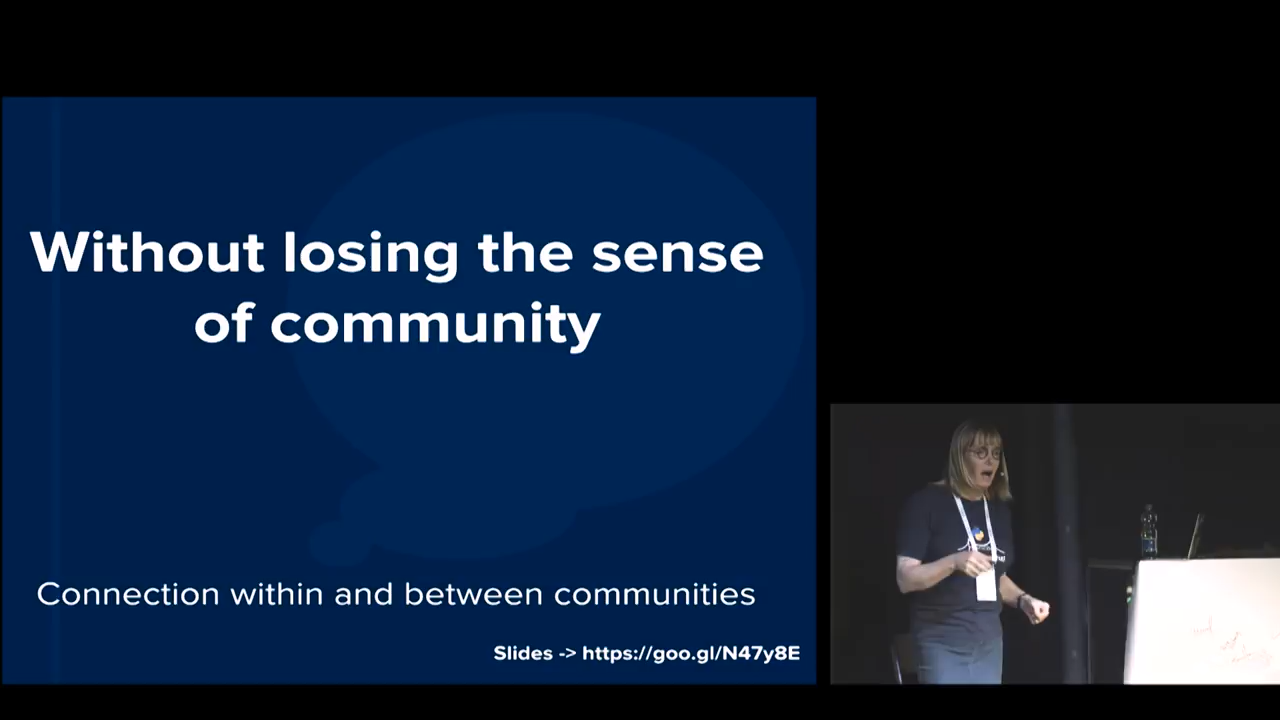 Without losing the sense
of community
Connection within and between communities
Slides -> https://goo.gl/N47y8E